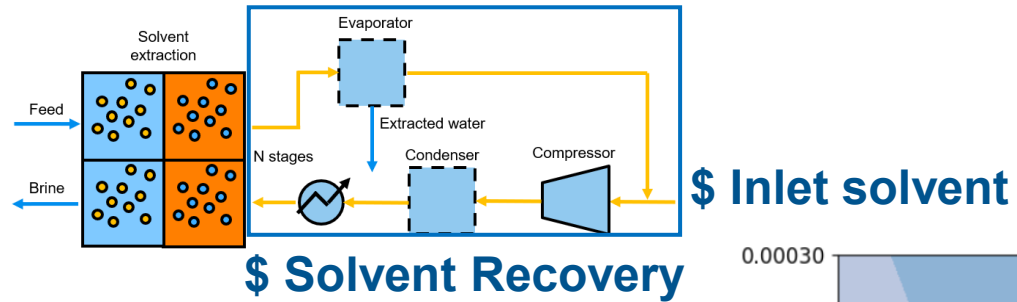 Evaporator
Solvent
extraction
Feed
Extracted water
N stages
Condenser
Compressor
Brine
$ Inlet solvent
0.00030
$ Solvent Recovery